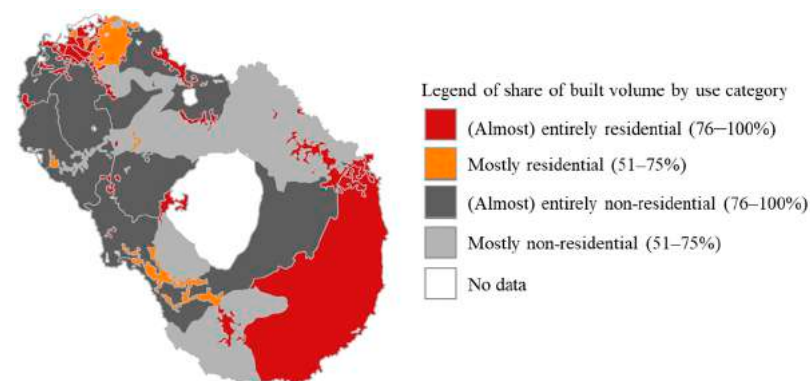 Legend of share of built volume by use category
(Almost) entirely residential (76–100%)
Mostly residential (51–75%)
(Almost) entirely non-residential (76–100%)
Mostly non-residential (51–75%)
No data